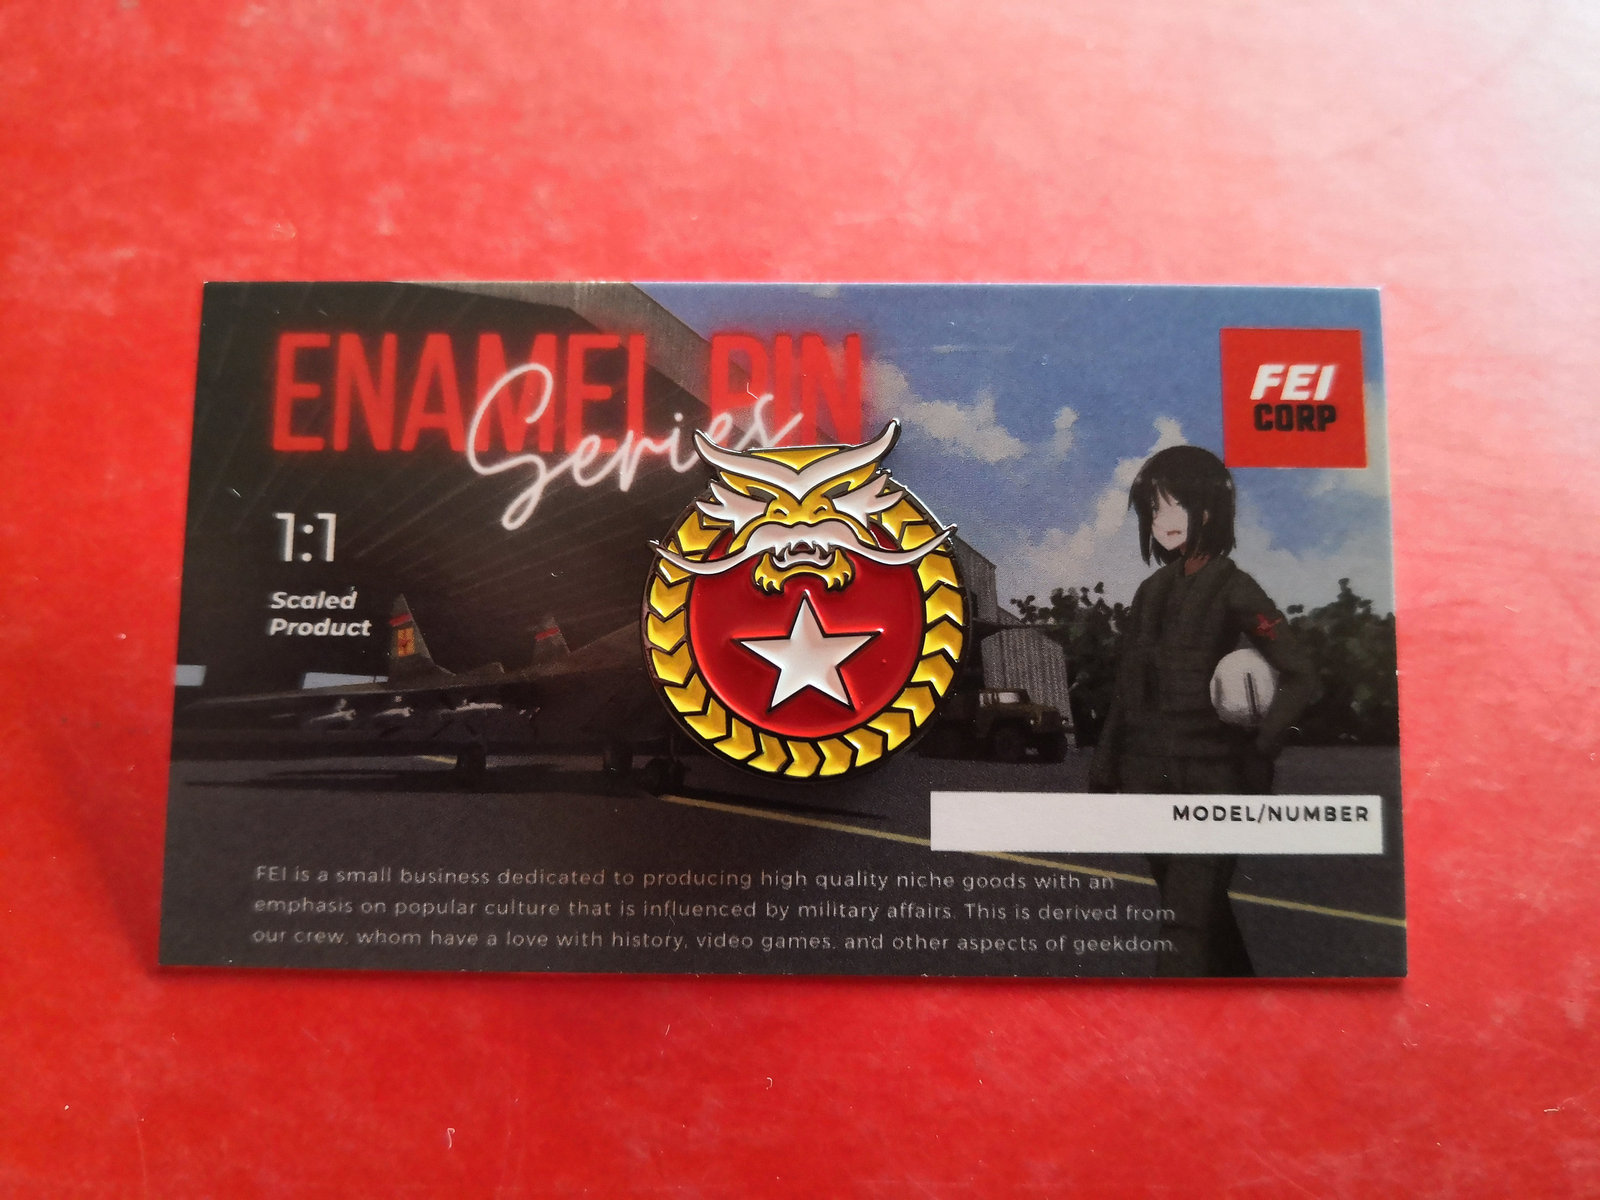 ENAMEL PIN
Series
FEI
CORP
1:1
Scaled
Product
MODEL/NUMBER
FEI is a small business dedicated to producing high quality niche goods with an
emphasis on popular culture that is influenced by military affairs. This is derived from
our crew, whom have a love with history, video games, and other aspects of geekdom.